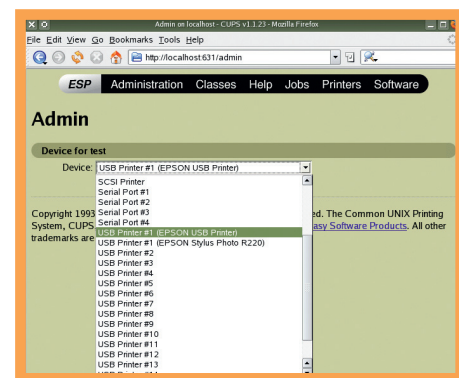 Admin on localhost - CUPS v1.1.23 - Mozilla Firefox
File Edit View Go Bookmarks Tools Help
http://localhost:631/admin
ESP Administration Classes Help Jobs Printers Software
Admin
Device for test
Device: USB Printer #1 (EPSON USB Printer)
SCSI Printer
Serial Port #1
Serial Port #2
Serial Port #3
Serial Port #4
USB Printer #1 (EPSON USB Printer)
USB Printer #1 (EPSON Stylus Photo R220)
USB Printer #2
USB Printer #3
USB Printer #4
USB Printer #5
USB Printer #6
USB Printer #7
USB Printer #8
USB Printer #9
USB Printer #10
USB Printer #11
USB Printer #12
USB Printer #13
Copyright 1993 ed. The Common UNIX Printing
System, CUPS asy Software Products. All other
trademarks are